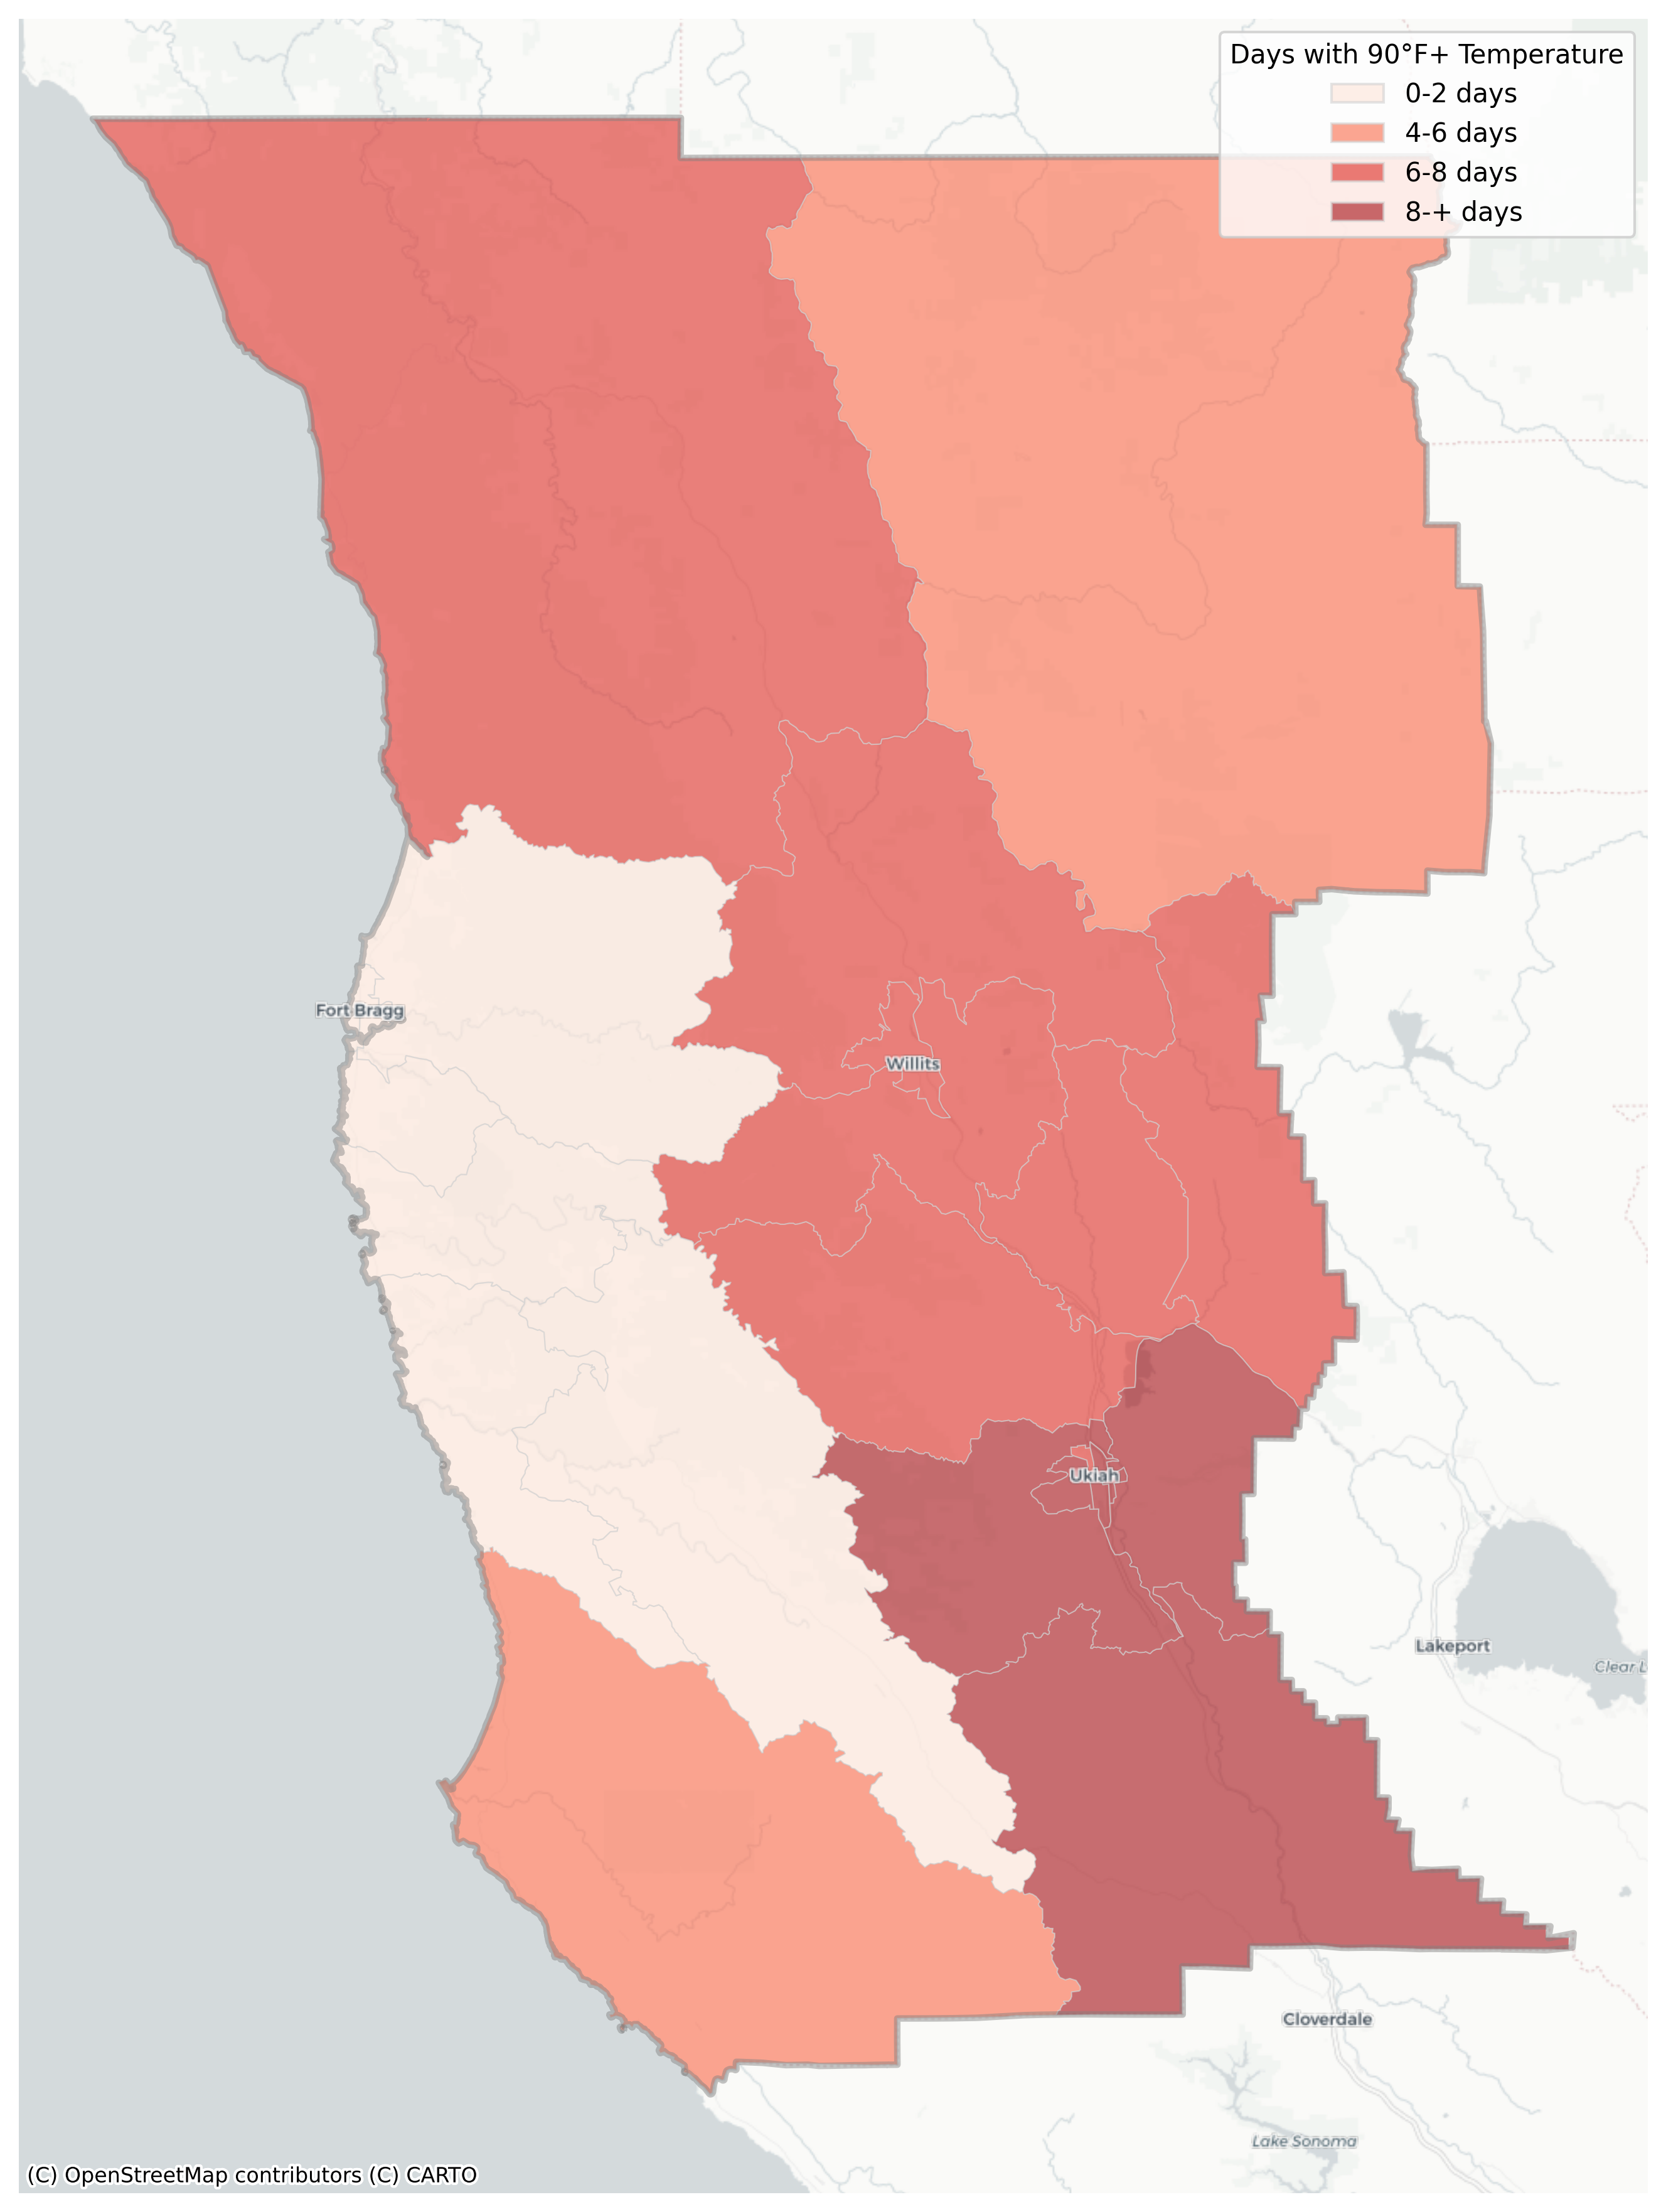 Days with 90°F+ Temperature
0-2 days
4-6 days
6-8 days
8-+ days
Fort Bragg
Willits
Ukiah
Lakeport
Clear L
Cloverdale
Lake Sonoma
(C) OpenStreetMap contributors (C) CARTO